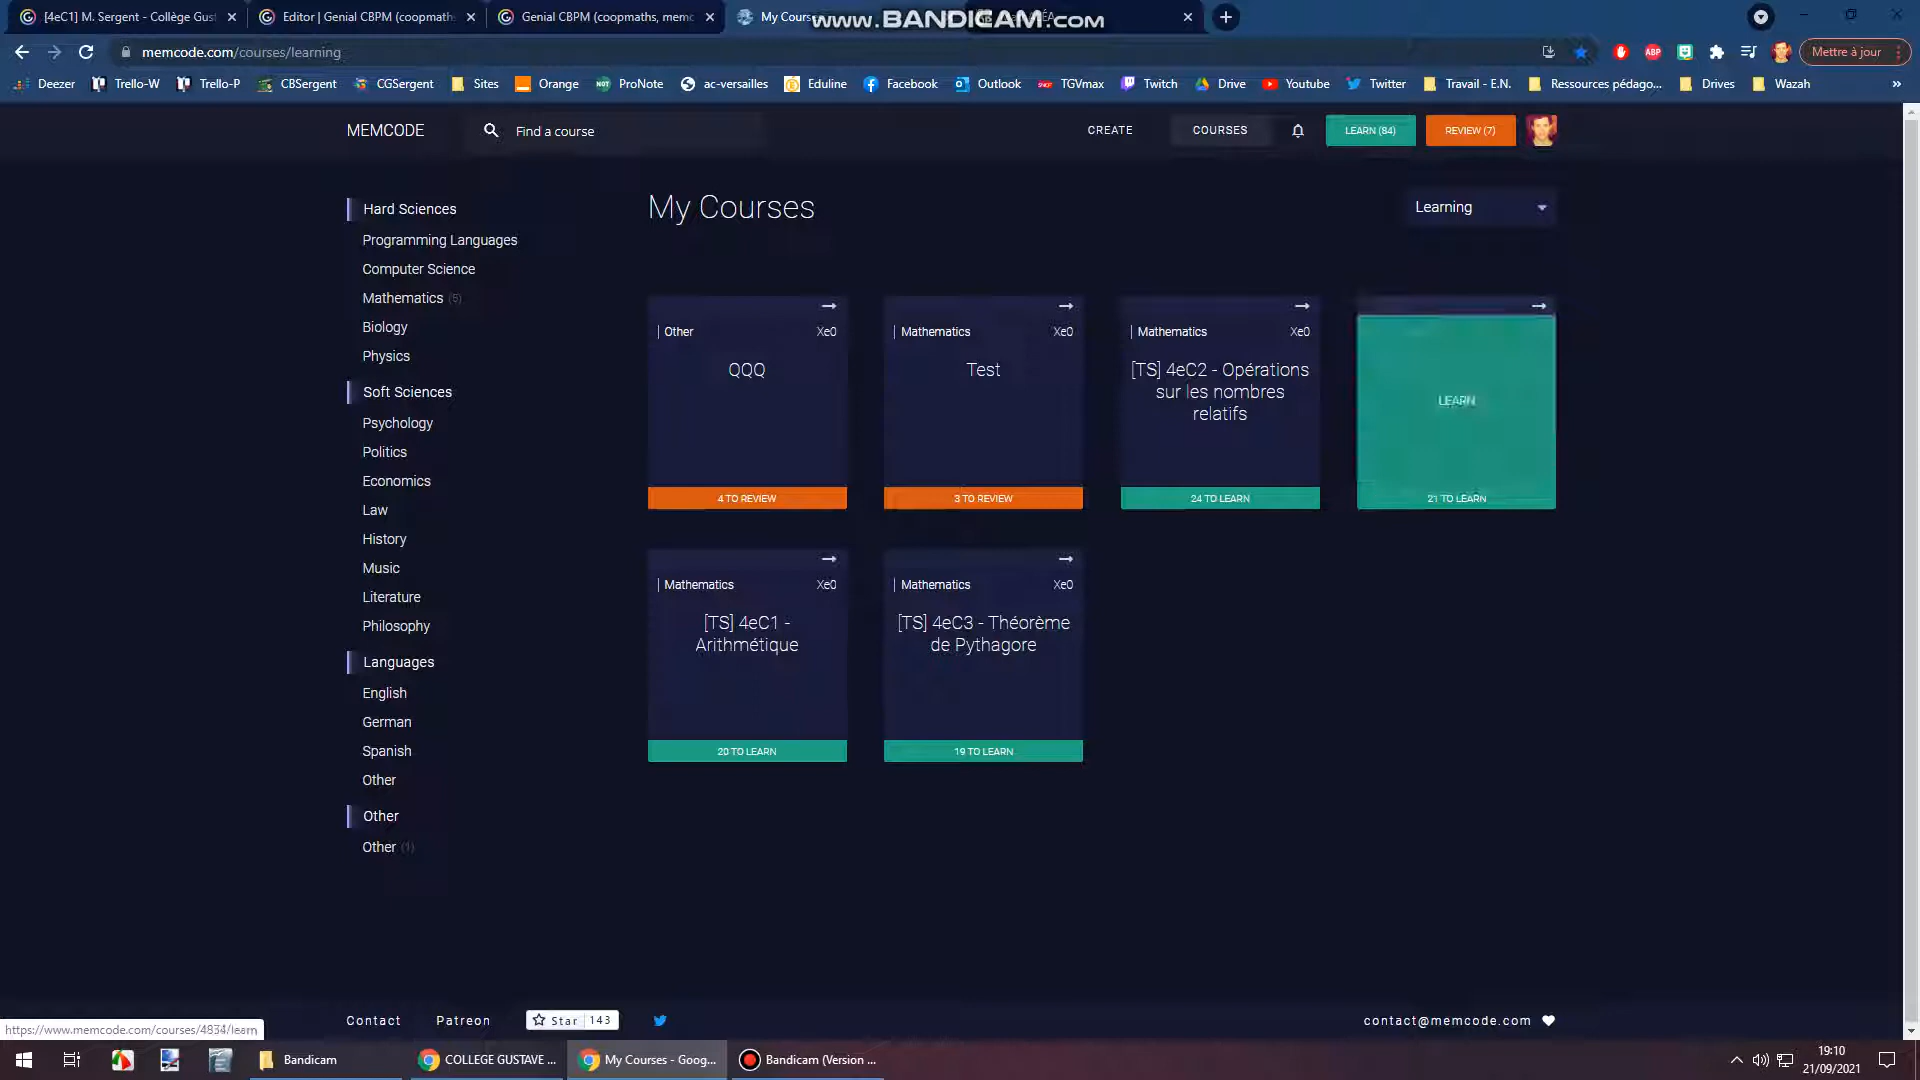 [4eC1] M. Sergent - Collège Gus
Editor | Genial CBPM (coopmaths
Genial CBPM (coopmaths, memc
My Cours
www.BANDICAM.com
memcode.com/courses/learning
Mettre à jour
Deezer
Trello-W
Trello-P
CBSergent
CGSergent
Sites
Orange
ProNote
ac-versailles
Eduline
Facebook
Outlook
TGVmax
Twitch
Drive
Youtube
Twitter
Travail - E.N.
Ressources pédago...
Drives
Wazah
»
MEMCODE
Find a course
CREATE
COURSES
LEARN (84)
REVIEW (7)
Hard Sciences
Programming Languages
Computer Science
Mathematics (5)
Biology
Physics
Soft Sciences
Psychology
Politics
Economics
Law
History
Music
Literature
Philosophy
Languages
English
German
Spanish
Other
Other
Other (1)
My Courses
Learning
Other Xe0
QQQ
4 TO REVIEW
Mathematics Xe0
Test
3 TO REVIEW
Mathematics Xe0
[TS] 4eC2 - Opérations
sur les nombres
relatifs
24 TO LEARN
LEARN
21 TO LEARN
Mathematics Xe0
[TS] 4eC1 -
Arithmétique
20 TO LEARN
Mathematics Xe0
[TS] 4eC3 - Théorème
de Pythagore
19 TO LEARN
Contact
Patreon
Star 143
contact@memcode.com
https://www.memcode.com/courses/4834/learn
Bandicam
COLLEGE GUSTAVE ...
My Courses - Goog...
Bandicam (Version ...
19:10
21/09/2021